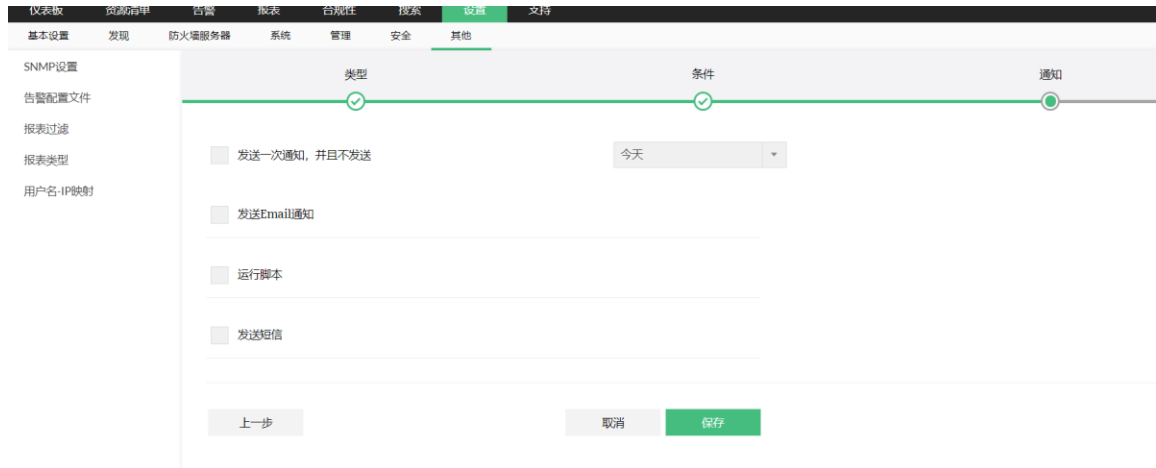 仪表板 资源清单 告警 报表 合规性 搜索 设置 支持
基本设置 发现 防火墙服务器 系统 管理 安全 其他
SNMP设置
告警配置文件
报表过滤
报表类型
用户名-IP映射
类型 条件 通知
发送一次通知，并且不发送 今天
发送Email通知
运行脚本
发送短信
上一步 取消 保存